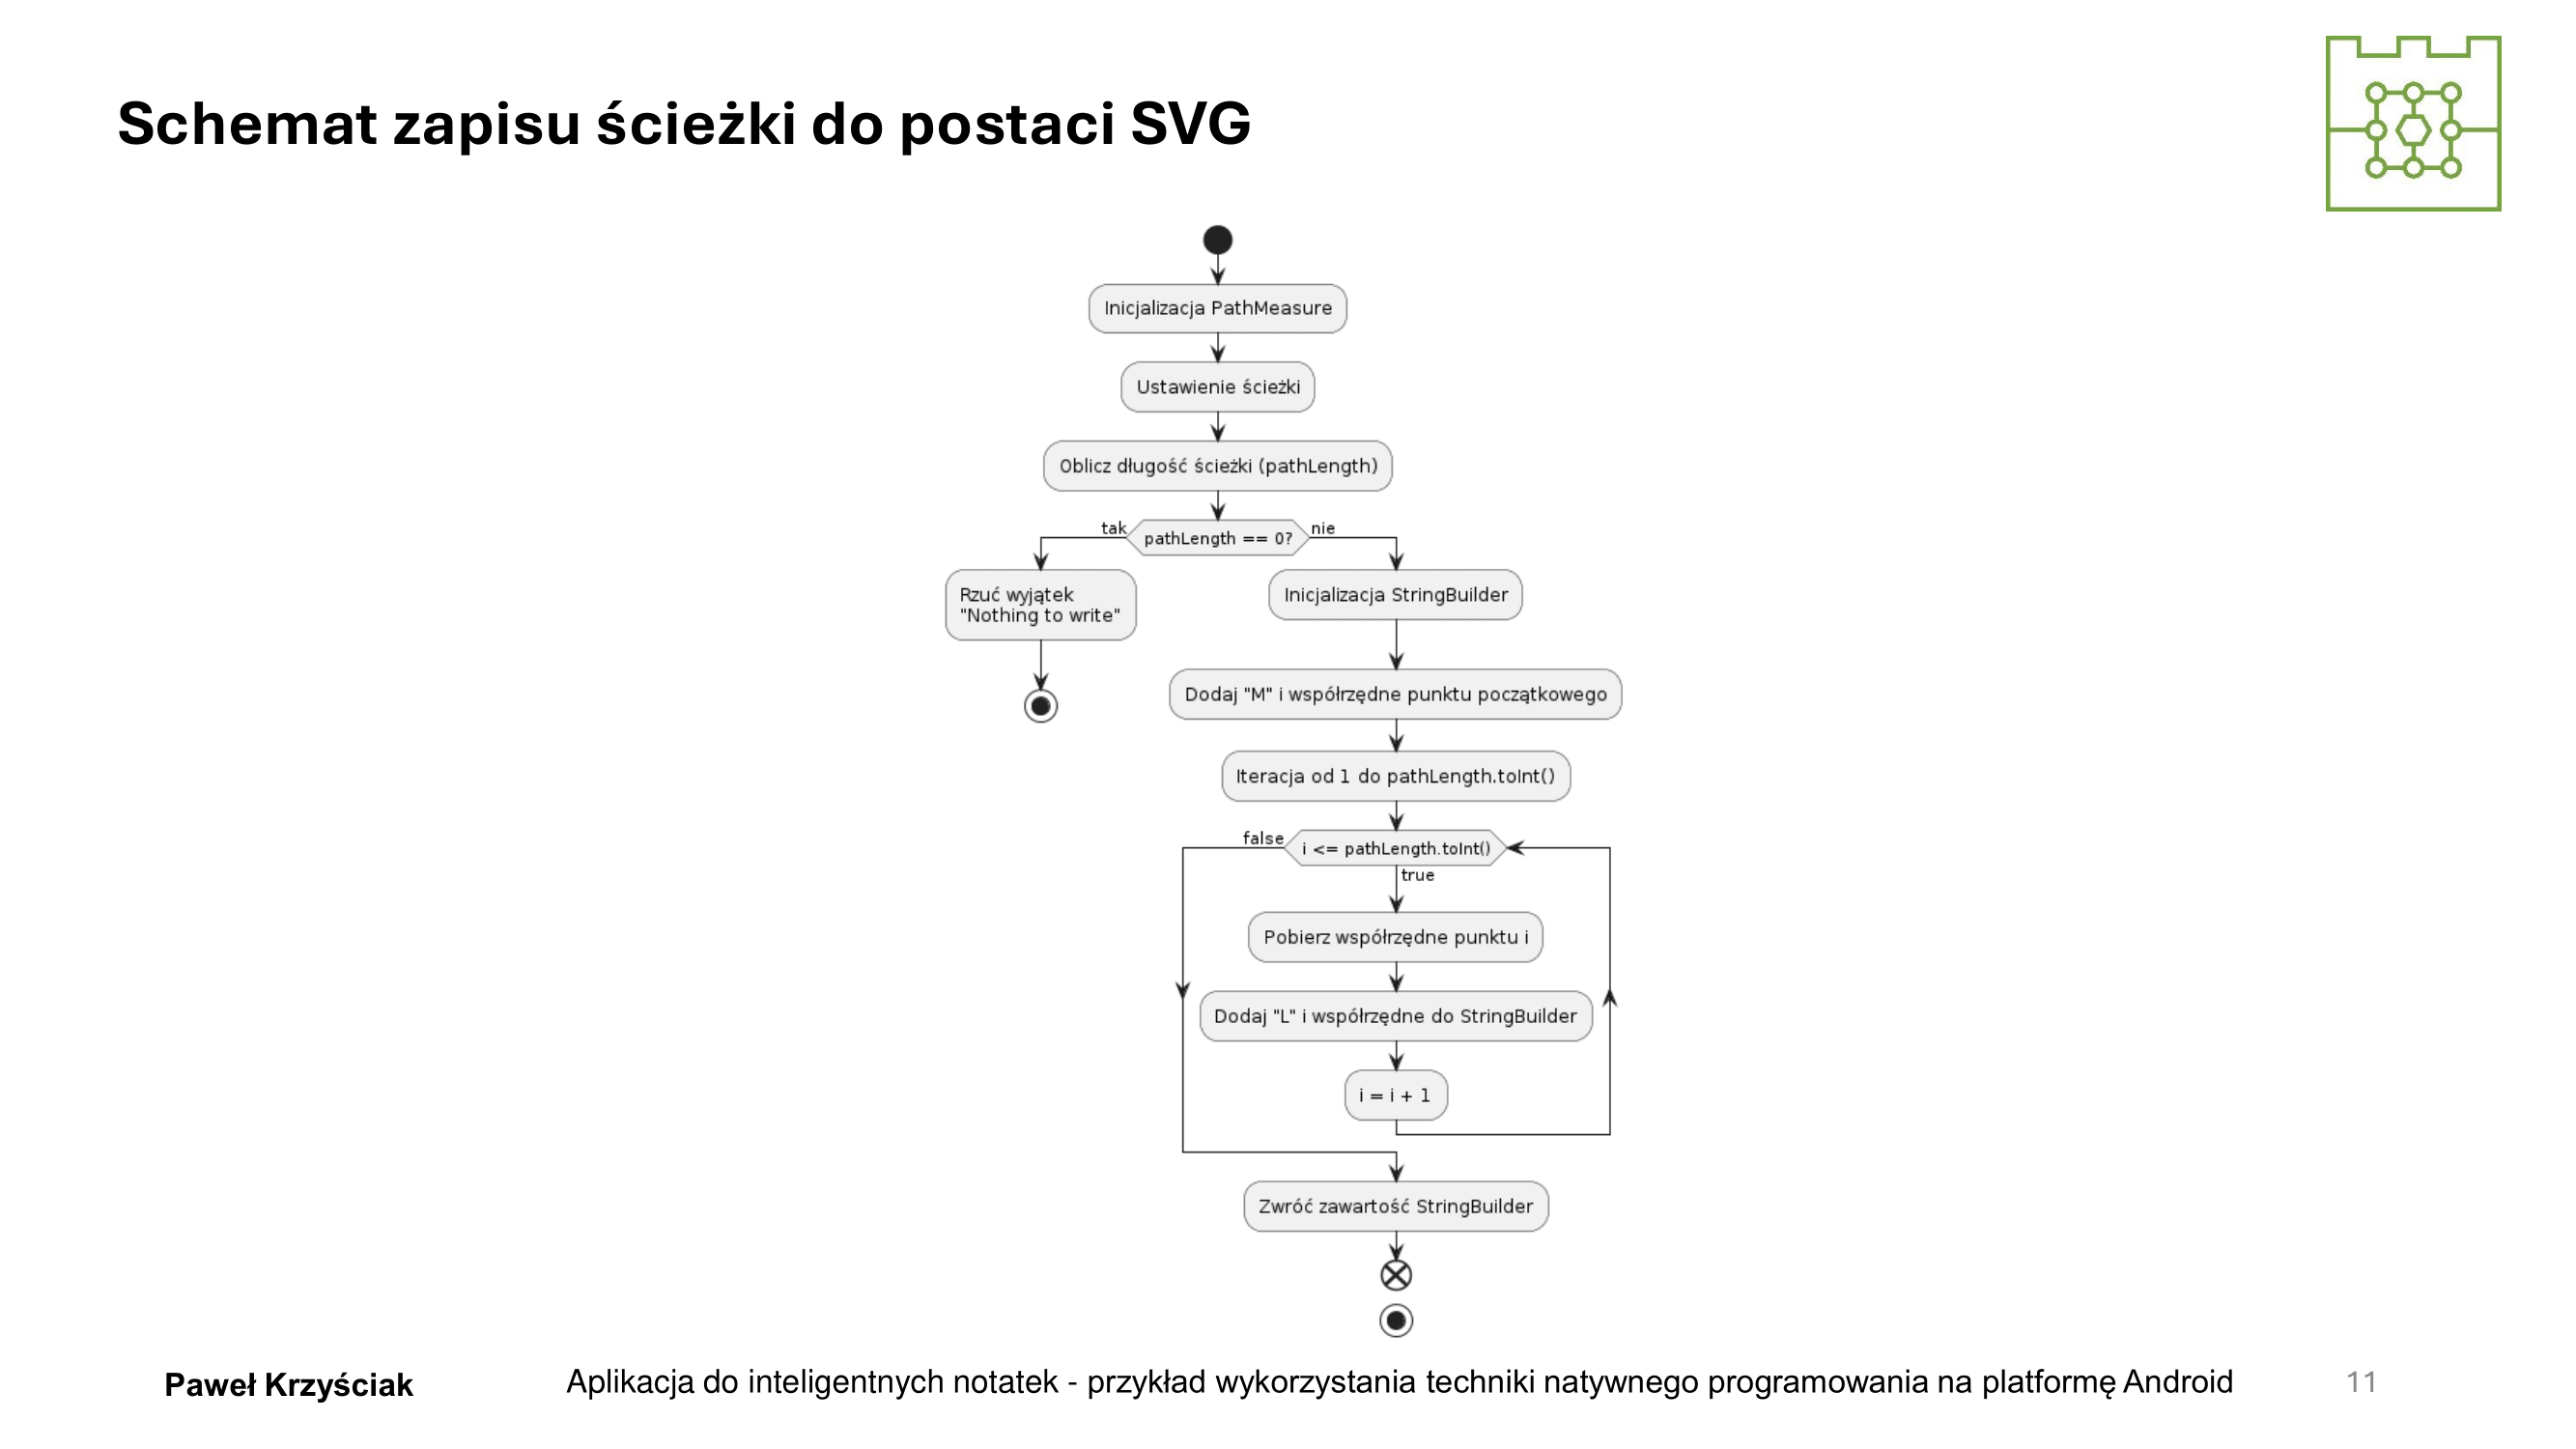 Schemat zapisu ścieżki do postaci SVG
Inicjalizacja PathMeasure
Ustawienie ścieżki
Oblicz długość ścieżki (pathLength)
tak
pathLength == 0?
nie
Rzuć wyjątek
"Nothing to write"
Inicjalizacja StringBuilder
Dodaj "M" i współrzędne punktu początkowego
Iteracja od 1 do pathLength.toInt()
false
i <= pathLength.toInt()
true
Pobierz współrzędne punktu i
Dodaj "L" i współrzędne do StringBuilder
i = i + 1
Zwróć zawartość StringBuilder
Paweł Krzyściak
Aplikacja do inteligentnych notatek - przykład wykorzystania techniki natywnego programowania na platformę Android
11